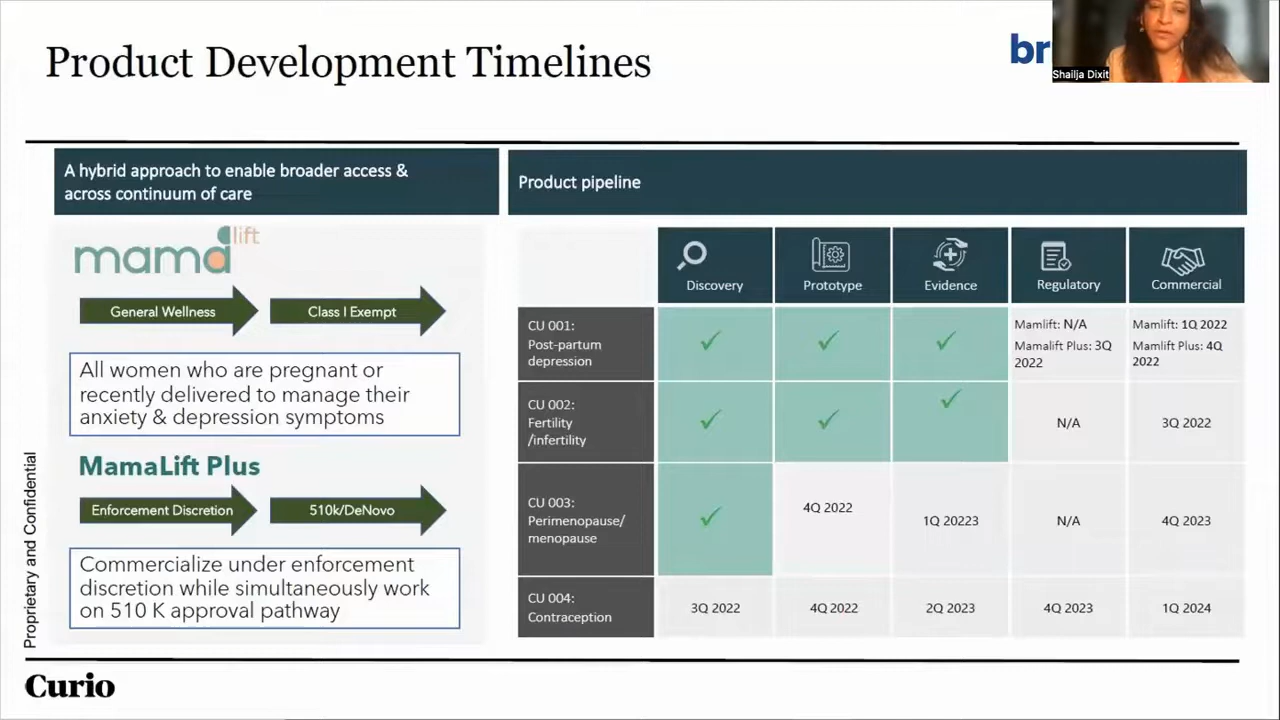 Product Development Timelines
br
Shailja Dixit
A hybrid approach to enable broader access &
across continuum of care
Product pipeline
mama lift
General Wellness
Class I Exempt
All women who are pregnant or
recently delivered to manage their
anxiety & depression symptoms
MamaLift Plus
Enforcement Discretion
510k/DeNovo
Commercialize under enforcement
discretion while simultaneously work
on 510 K approval pathway
Discovery
Prototype
Evidence
Regulatory
Commercial
CU 001:
Post-partum
depression
Mamlift: N/A
Mamalift Plus: 3Q
2022
Mamlift: 1Q 2022
Mamlift Plus: 4Q
2022
CU 002:
Fertility
/infertility
N/A
3Q 2022
CU 003:
Perimenopause/
menopause
4Q 2022
1Q 20223
N/A
4Q 2023
CU 004:
Contraception
3Q 2022
4Q 2022
2Q 2023
4Q 2023
1Q 2024
Proprietary and Confidential
Curio